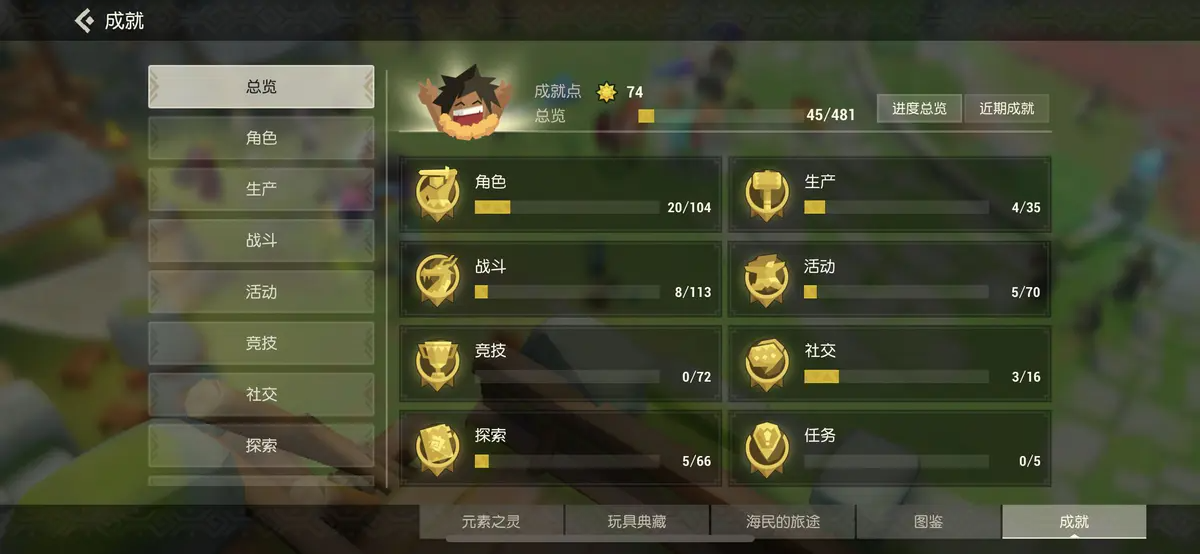 成就
总览
角色
生产
战斗
活动
竞技
社交
探索
成就点 74
总览 45/481
进度总览 近期成就
角色 20/104
生产 4/35
战斗 8/113
活动 5/70
竞技 0/72
社交 3/16
探索 5/66
任务 0/5
元素之灵 玩具典藏 海民的旅途 图鉴 成就